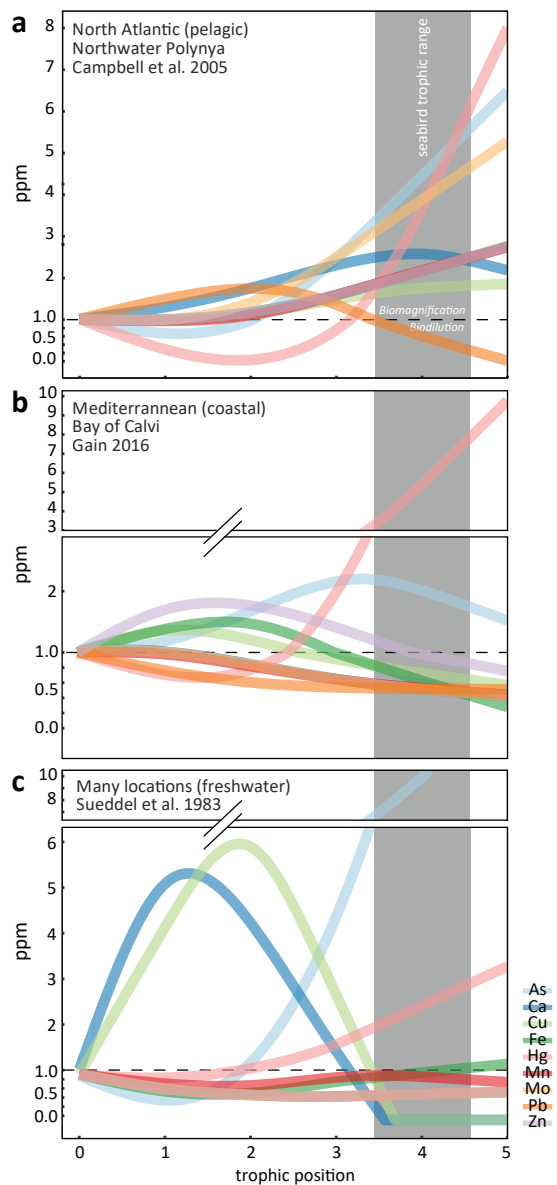 a
North Atlantic (pelagic)
Northwater Polynya
Campbell et al. 2005
seabird trophic range
8
7
6
5
4
3
2
1.0
0.5
0.0
ppm
Biomagnification
Biodilution
b
Mediterrannean (coastal)
Bay of Calvi
Gain 2016
10
9
8
7
6
5
4
3
2
1.0
0.5
0.0
ppm
c
Many locations (freshwater)
Sueddel et al. 1983
10
8
6
5
4
3
2
1.0
0.5
0.0
ppm
As
Ca
Cu
Fe
Hg
Mn
Mo
Pb
Zn
0 1 2 3 4 5
trophic position